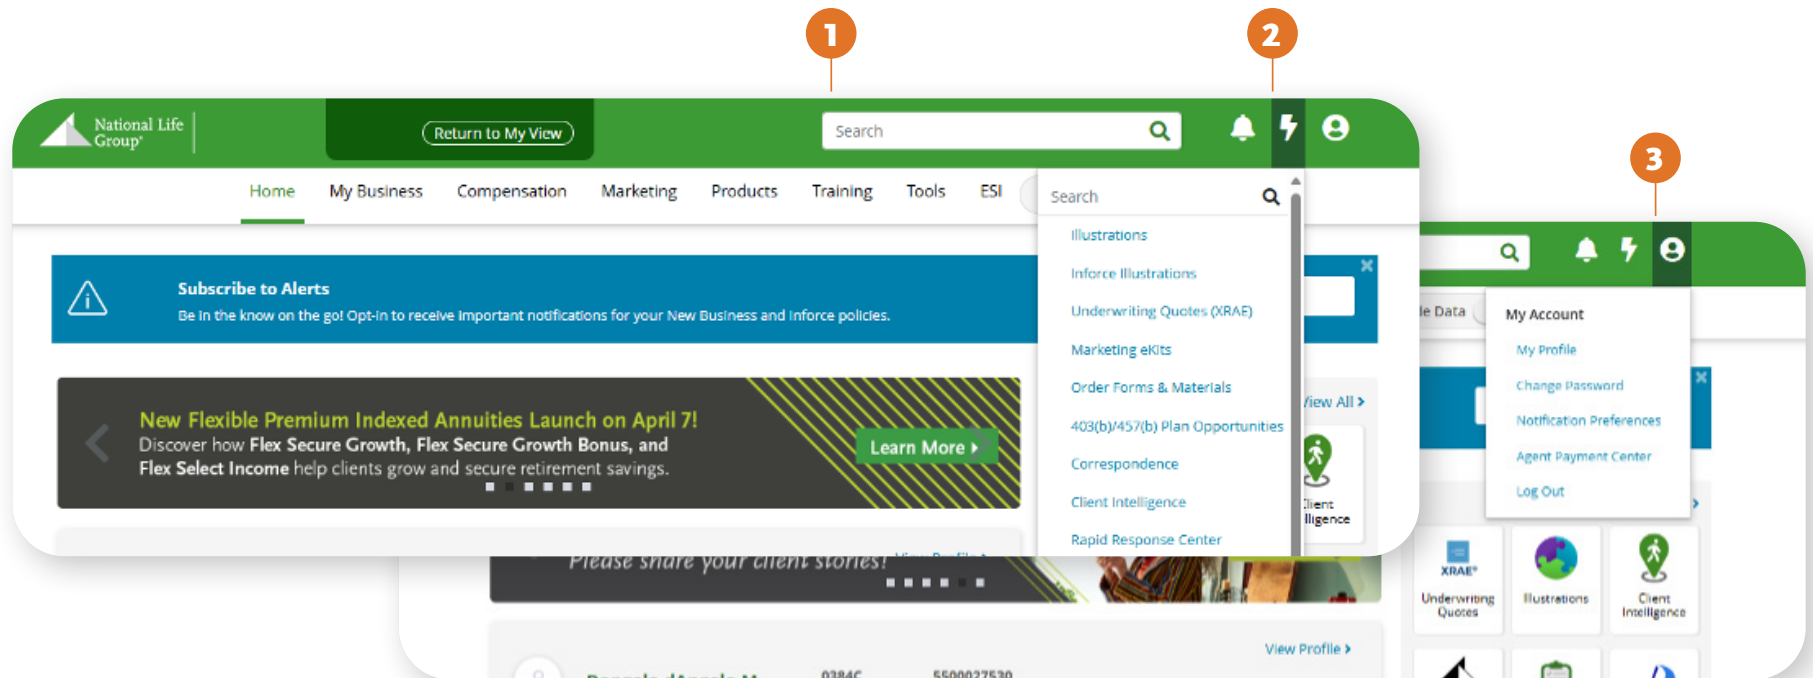 1
2
3
National Life
Group®
Return to My View
Search
Home
My Business
Compensation
Marketing
Products
Training
Tools
ESI
Search
Illustrations
Inforce Illustrations
Underwriting Quotes (XRAE)
Marketing eKits
Order Forms & Materials
403(b)/457(b) Plan Opportunities
Correspondence
Client Intelligence
Rapid Response Center
Subscribe to Alerts
Be in the know on the go! Opt-in to receive important notifications for your New Business and Inforce policies.
New Flexible Premium Indexed Annuities Launch on April 7!
Discover how Flex Secure Growth, Flex Secure Growth Bonus, and
Flex Select Income help clients grow and secure retirement savings.
Learn More
View All
Data
My Account
My Profile
Change Password
Notification Preferences
Agent Payment Center
Log Out
Please share your client stories!
View Profile
XRAE®
Underwriting
Quotes
Illustrations
Client
Intelligence
View Profile
0384C
5500027530